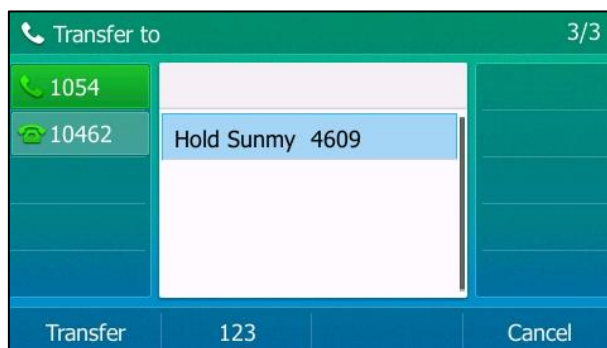 Transfer to 3/3
1054
10462
Hold Sunmy 4609
Transfer 123 Cancel